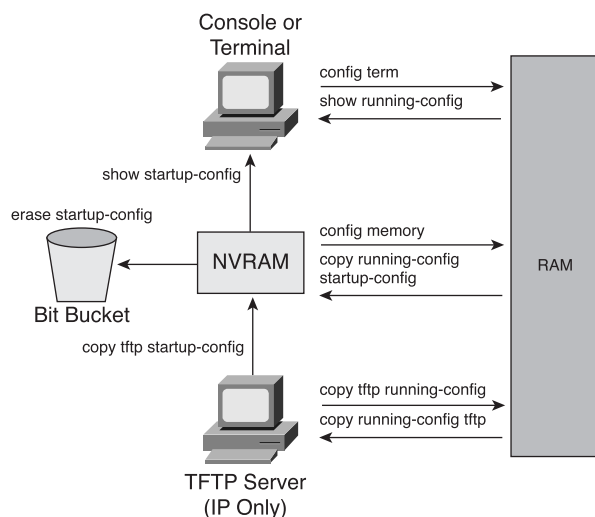 Console or
Terminal
config term
show running-config
show startup-config
erase startup-config
config memory
NVRAM
copy running-config
startup-config
RAM
Bit Bucket
copy tftp startup-config
copy tftp running-config
copy running-config tftp
TFTP Server
(IP Only)